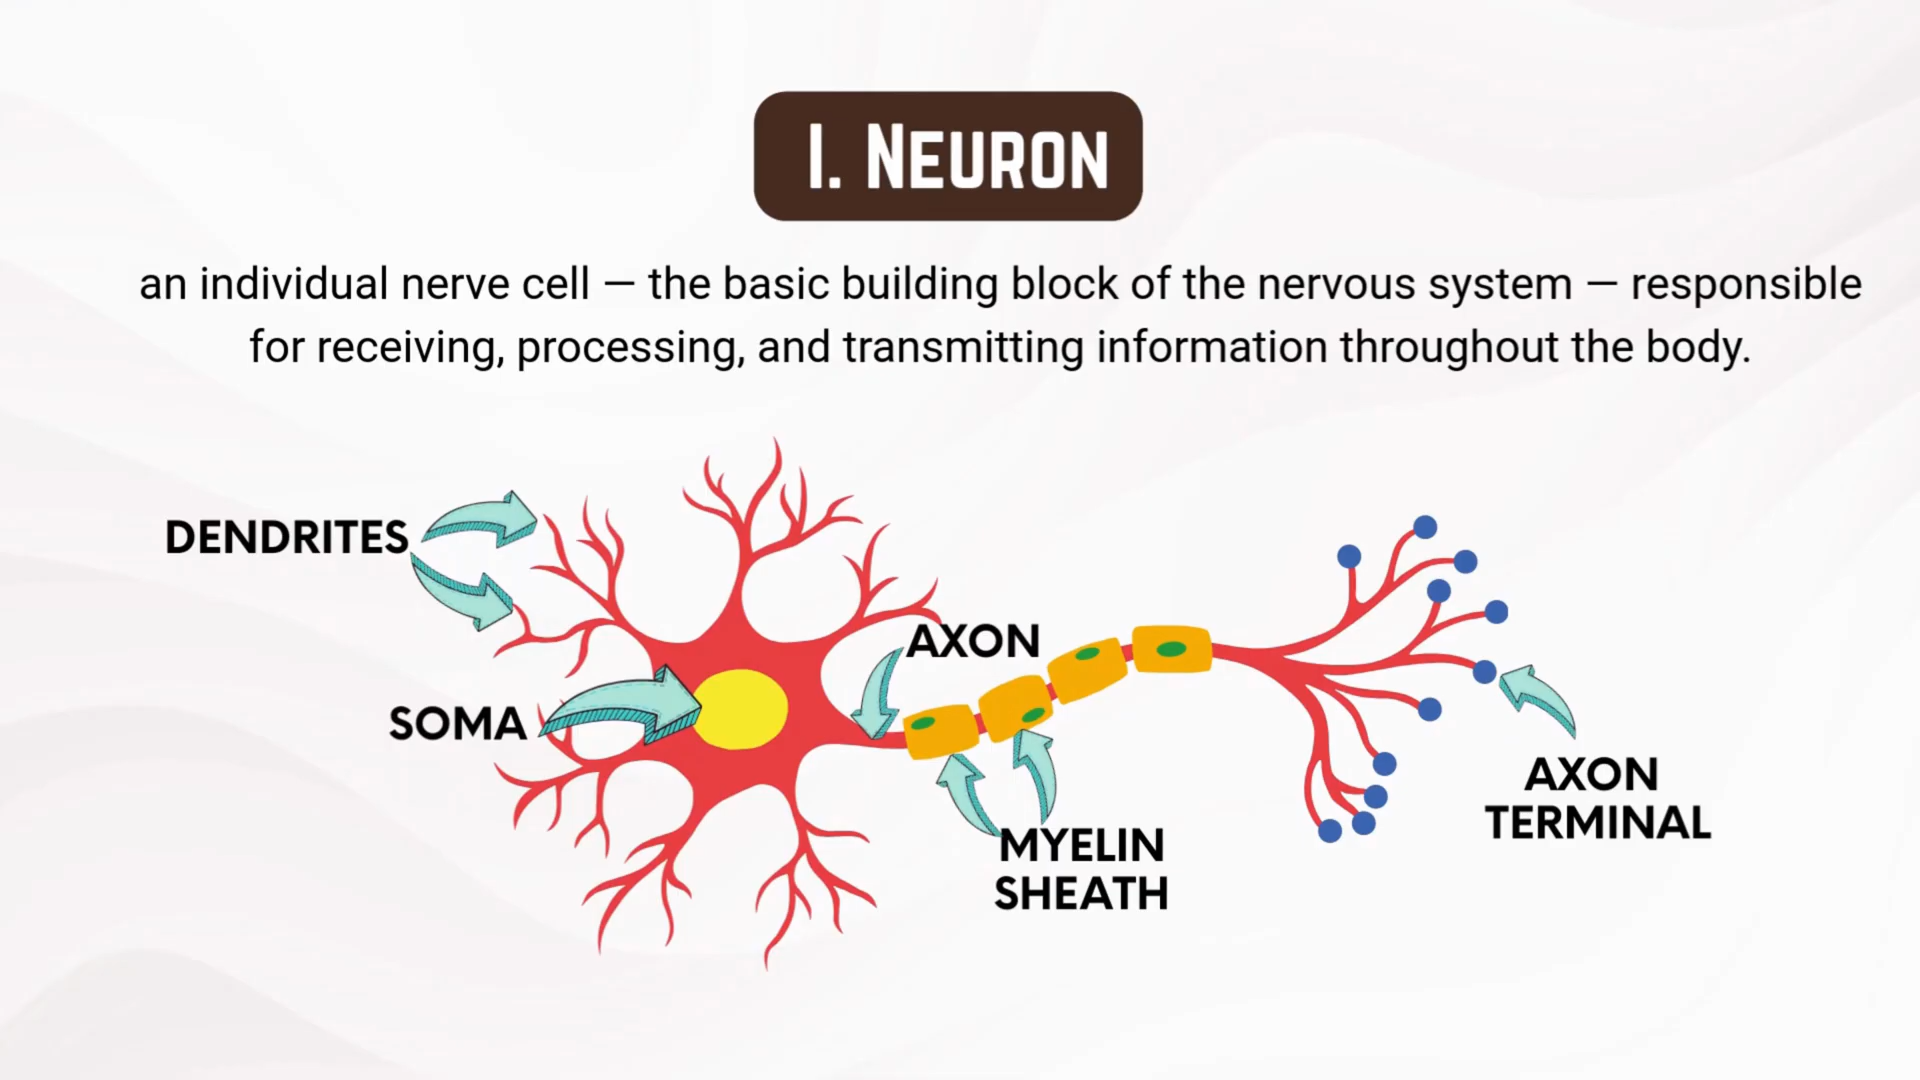 I. NEURON
an individual nerve cell — the basic building block of the nervous system — responsible
for receiving, processing, and transmitting information throughout the body.
DENDRITES
AXON
SOMA
AXON
TERMINAL
MYELIN
SHEATH